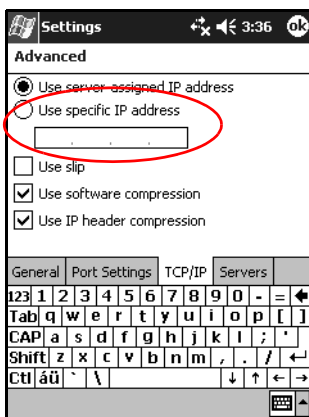 Settings 3:36 ok
Advanced
Use server-assigned IP address
Use specific IP address
. . .
Use slip
Use software compression
Use IP header compression
General Port Settings TCP/IP Servers
123 1 2 3 4 5 6 7 8 9 0 - =
Tab q w e r t y u i o p [ ]
CAP a s d f g h j k l ; '
Shift z x c v b n m , . /
Ctl áü ` \